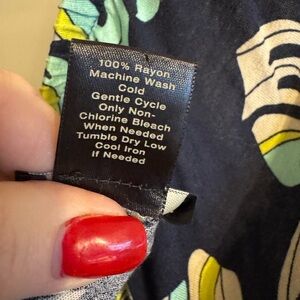 100% Rayon
Machine Wash
Cold
Gentle Cycle
Only Non-
Chlorine Bleach
When Needed
Tumble Dry Low
Cool Iron
If Needed